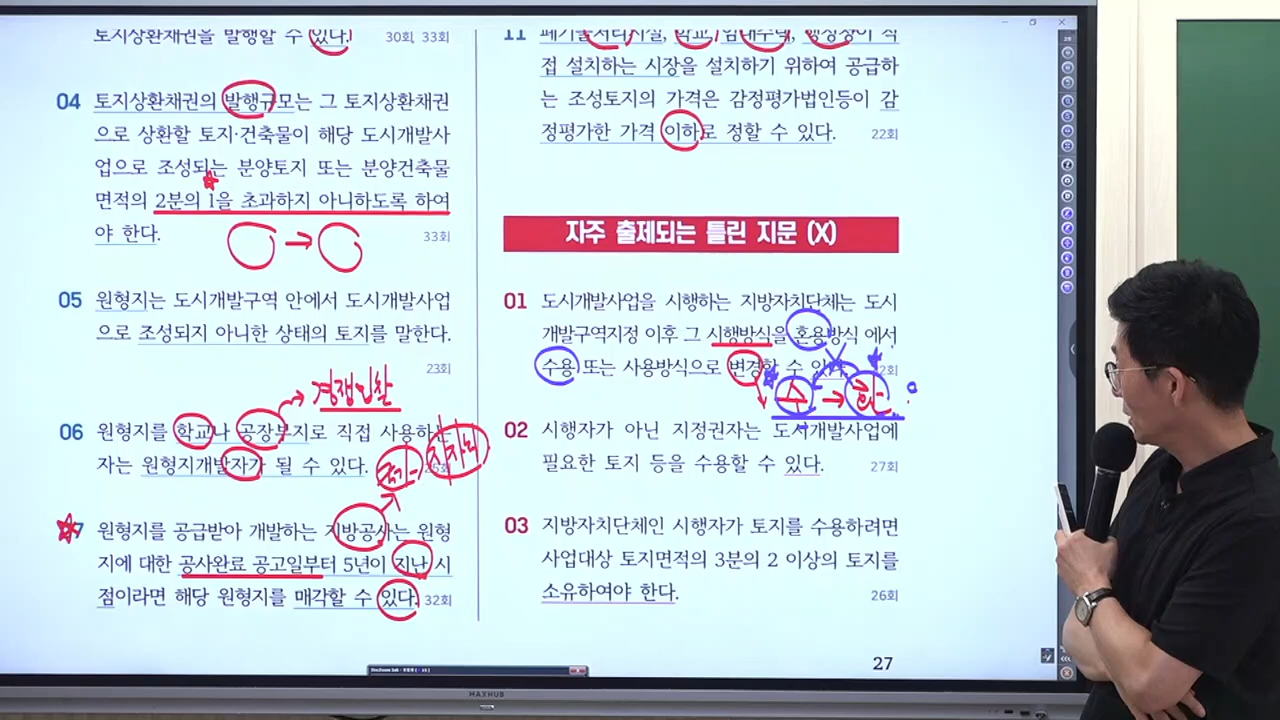 토지상환채권을 발행할 수 있다. 30회, 33회
04 토지상환채권의 발행규모는 그 토지상환채권
으로 상환할 토지·건축물이 해당 도시개발사
업으로 조성되는 분양토지 또는 분양건축물
면적의 2분의 1을 초과하지 아니하도록 하여
야 한다. 33회
05 원형지는 도시개발구역 안에서 도시개발사업
으로 조성되지 아니한 상태의 토지를 말한다.
23회
경쟁입찰
06 원형지를 학교나 공장부지로 직접 사용하는
자는 원형지개발자가 될 수 있다.
원형지를 공급받아 개발하는 지방공사는 원형
지에 대한 공사완료 공고일부터 5년이 지난 시
점이라면 해당 원형지를 매각할 수 있다. 32회
11 폐기물처리시설, 학교, 임대주택, 행정청이 직
접 설치하는 시장을 설치하기 위하여 공급하
는 조성토지의 가격은 감정평가법인등이 감
정평가한 가격 이하로 정할 수 있다. 22회
자주 출제되는 틀린 지문 (X)
01 도시개발사업을 시행하는 지방자치단체는 도시
개발구역지정 이후 그 시행방식을 혼용방식에서
수용 또는 사용방식으로 변경할 수 있다.
수 → 환
02 시행자가 아닌 지정권자는 도시개발사업에
필요한 토지 등을 수용할 수 있다. 27회
03 지방자치단체인 시행자가 토지를 수용하려면
사업대상 토지면적의 3분의 2 이상의 토지를
소유하여야 한다. 26회
27
MAXHUB